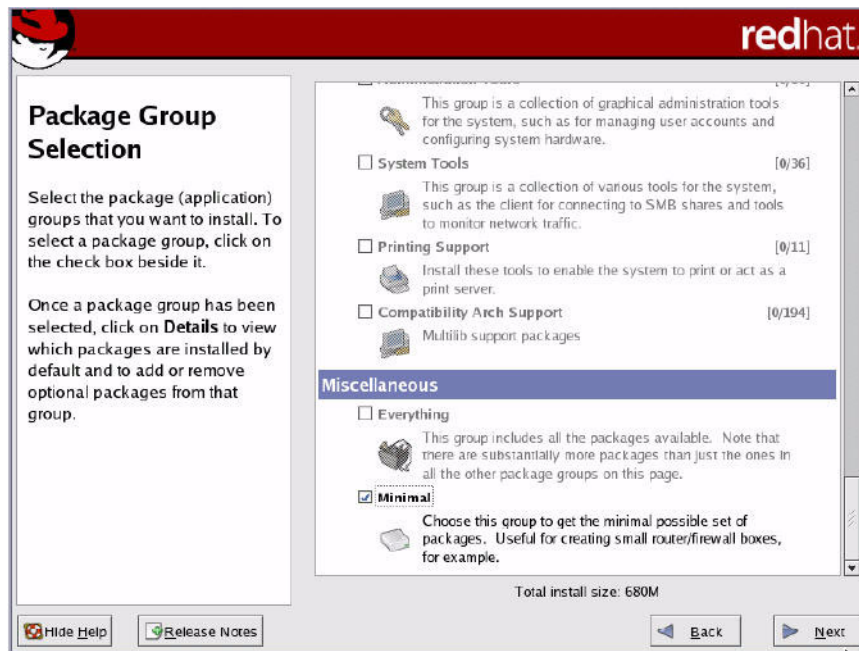 redhat.
Package Group
Selection
Select the package (application)
groups that you want to install. To
select a package group, click on
the check box beside it.
Once a package group has been
selected, click on Details to view
which packages are installed by
default and to add or remove
optional packages from that
group.
This group is a collection of graphical administration tools
for the system, such as for managing user accounts and
configuring system hardware.
System Tools [0/36]
This group is a collection of various tools for the system,
such as the client for connecting to SMB shares and tools
to monitor network traffic.
Printing Support [0/11]
Install these tools to enable the system to print or act as a
print server.
Compatibility Arch Support [0/194]
Multilib support packages
Miscellaneous
Everything
This group includes all the packages available. Note that
there are substantially more packages than just the ones in
all the other package groups on this page.
Minimal
Choose this group to get the minimal possible set of
packages. Useful for creating small router/firewall boxes,
for example.
Total install size: 680M
Hide Help
Release Notes
Back
Next